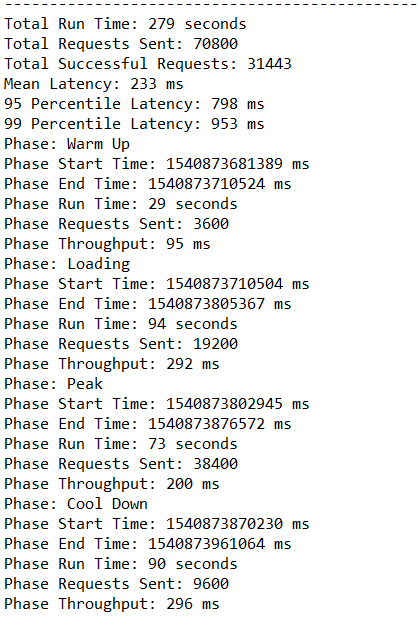 Total Run Time: 279 seconds
Total Requests Sent: 70800
Total Successful Requests: 31443
Mean Latency: 233 ms
95 Percentile Latency: 798 ms
99 Percentile Latency: 953 ms
Phase: Warm Up
Phase Start Time: 1540873681389 ms
Phase End Time: 1540873710524 ms
Phase Run Time: 29 seconds
Phase Requests Sent: 3600
Phase Throughput: 95 ms
Phase: Loading
Phase Start Time: 1540873710504 ms
Phase End Time: 1540873805367 ms
Phase Run Time: 94 seconds
Phase Requests Sent: 19200
Phase Throughput: 292 ms
Phase: Peak
Phase Start Time: 1540873802945 ms
Phase End Time: 1540873876572 ms
Phase Run Time: 73 seconds
Phase Requests Sent: 38400
Phase Throughput: 200 ms
Phase: Cool Down
Phase Start Time: 1540873870230 ms
Phase End Time: 1540873961064 ms
Phase Run Time: 90 seconds
Phase Requests Sent: 9600
Phase Throughput: 296 ms